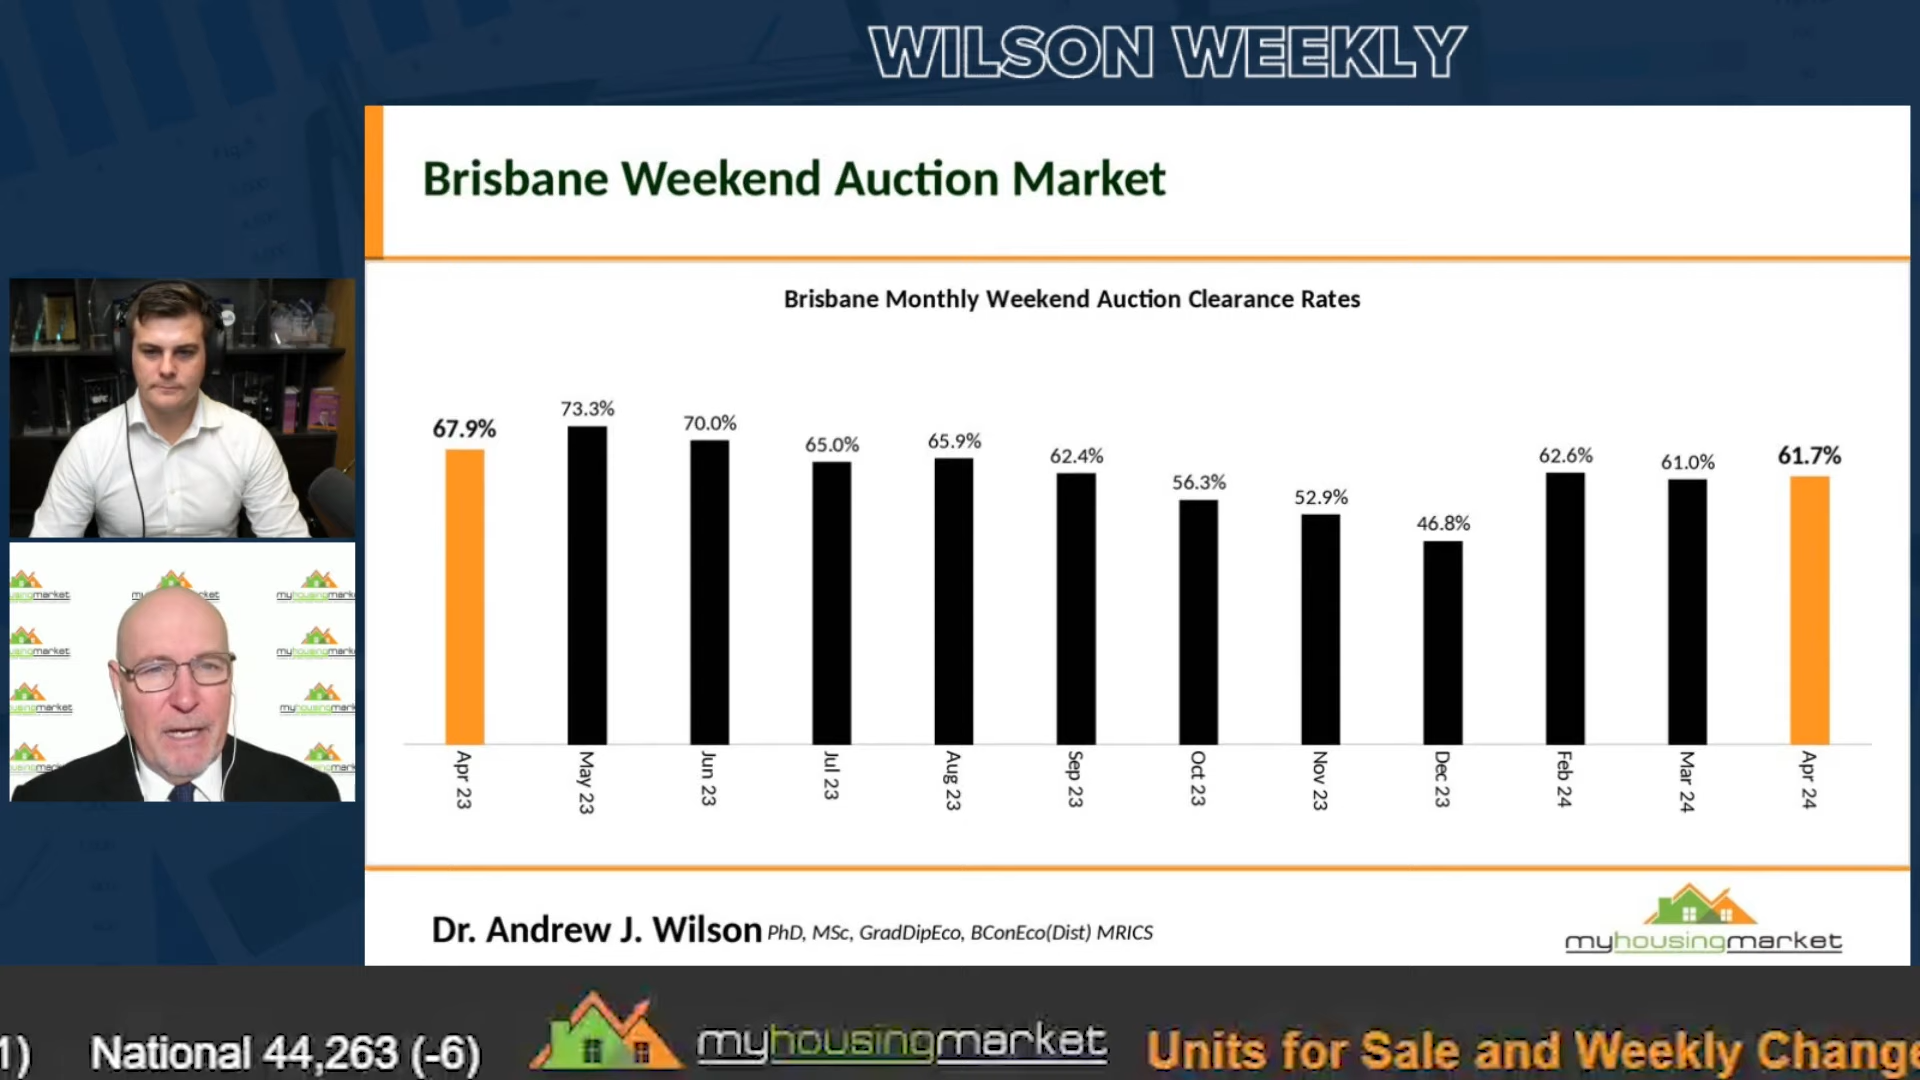 WILSON WEEKLY
Brisbane Weekend Auction Market
Brisbane Monthly Weekend Auction Clearance Rates
67.9%
73.3%
70.0%
65.0%
65.9%
62.4%
56.3%
52.9%
46.8%
62.6%
61.0%
61.7%
Apr 23
May 23
Jun 23
Jul 23
Aug 23
Sep 23
Oct 23
Nov 23
Dec 23
Feb 24
Mar 24
Apr 24
Dr. Andrew J. Wilson PhD, MSc, GradDipEco, BConEco(Dist) MRICS
myhousingmarket
1) National 44,263 (-6) myhousingmarket Units for Sale and Weekly Change